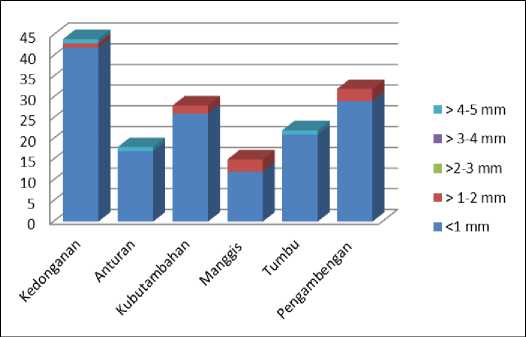 45
40
35
30
25
20
15
10
5
0
Kedonganan
Anturan
Kubutambahan
Manggis
Tumbu
Pengambengan
> 4-5 mm
> 3-4 mm
>2-3 mm
> 1-2 mm
<1 mm